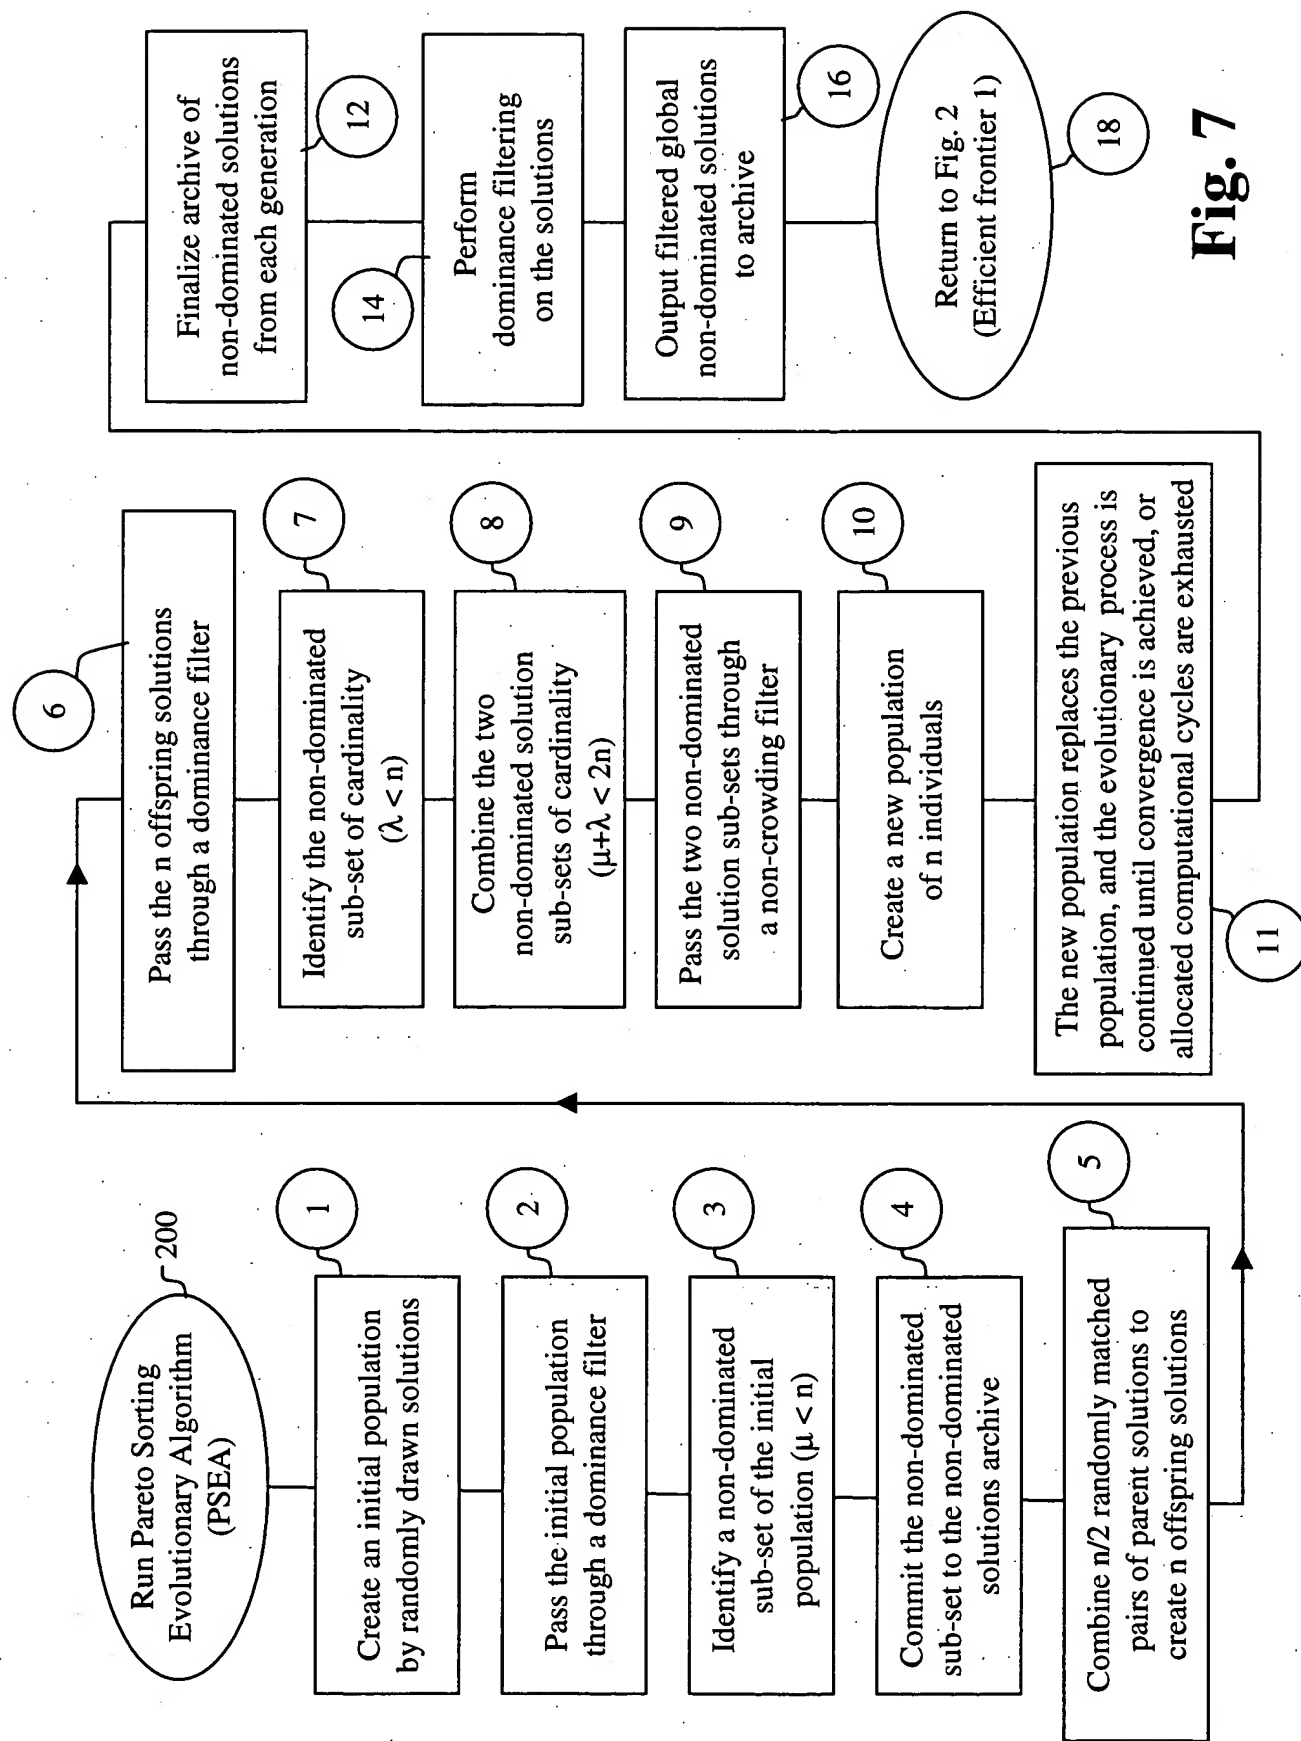 Run Pareto Sorting
Evolutionary Algorithm
(PSEA)
200
Create an initial population
by randomly drawn solutions
1
Pass the initial population
through a dominance filter
2
Identify a non-dominated
sub-set of the initial
population (μ < n)
3
Commit the non-dominated
sub-set to the non-dominated
solutions archive
4
Combine n/2 randomly matched
pairs of parent solutions to
create n offspring solutions
5
Pass the n offspring solutions
through a dominance filter
6
Identify the non-dominated
sub-set of cardinality
(λ < n)
7
Combine the two
non-dominated solution
sub-sets of cardinality
(μ+λ < 2n)
8
Pass the two non-dominated
solution sub-sets through
a non-crowding filter
9
Create a new population
of n individuals
10
The new population replaces the previous
population, and the evolutionary process is
continued until convergence is achieved, or
allocated computational cycles are exhausted
11
Finalize archive of
non-dominated solutions
from each generation
12
Perform
dominance filtering
on the solutions
14
Output filtered global
non-dominated solutions
to archive
16
Return to Fig. 2
(Efficient frontier 1)
18
Fig. 7